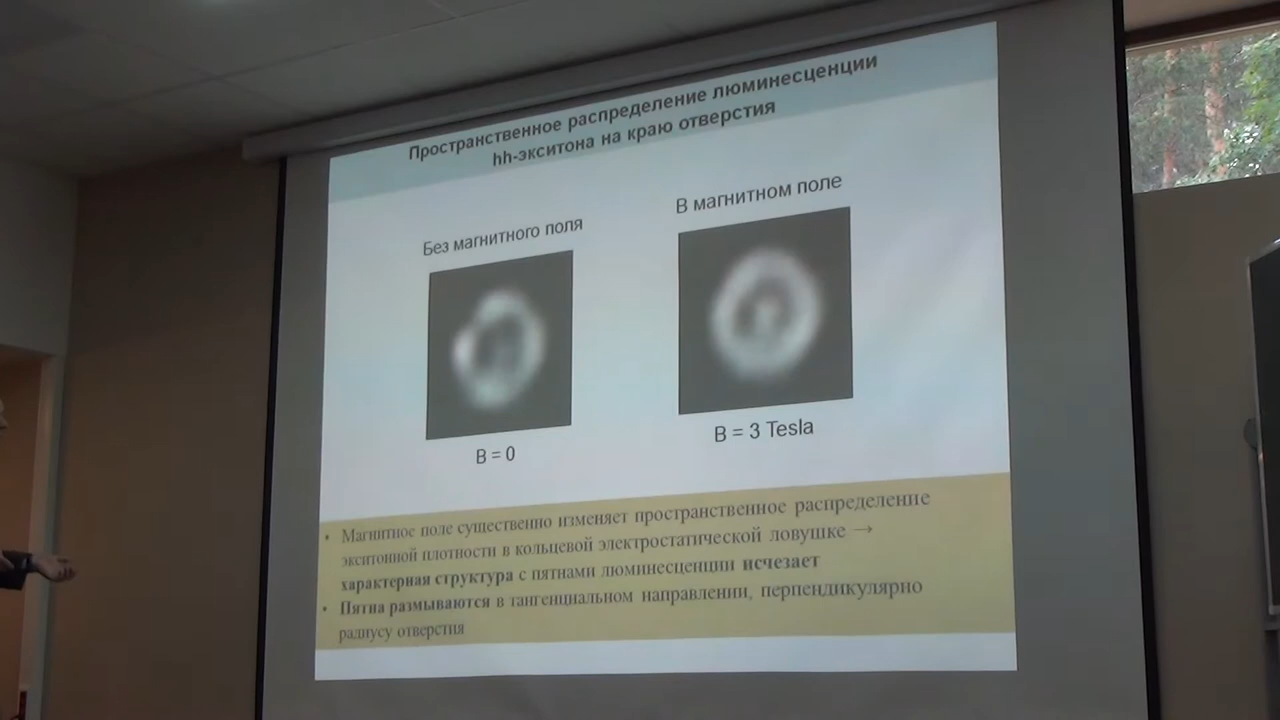 Пространственное распределение люминесценции
hh-экситона на краю отверстия
Без магнитного поля
В магнитном поле
B = 0
B = 3 Tesla
• Магнитное поле существенно изменяет пространственное распределение
экситонной плотности в кольцевой электростатической ловушке →
характерная структура с пятнами люминесценции исчезает
• Пятна размываются в тангенциальном направлении, перпендикулярно
радиусу отверстия